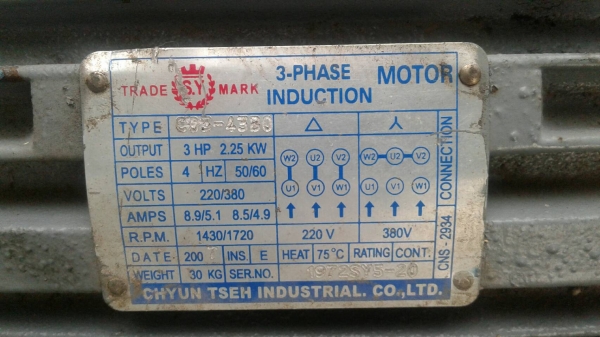 TRADE S.Y MARK
3-PHASE INDUCTION MOTOR
TYPE △ 人
OUTPUT 3 HP 2.25 KW
POLES 4 HZ 50/60
VOLTS 220/380
AMPS 8.9/5.1 8.5/4.9
R.P.M. 1430/1720
W2 U2 V2 W2 U2 V2
U1 V1 W1 U1 V1 W1
220 V 380V
DATE 200 INS E HEAT 75°C RATING CONT.
WEIGHT 30 KG SER.NO.
CNS - 2934 CONNECTION
CHYUN TSEH INDUSTRIAL. CO.,LTD.